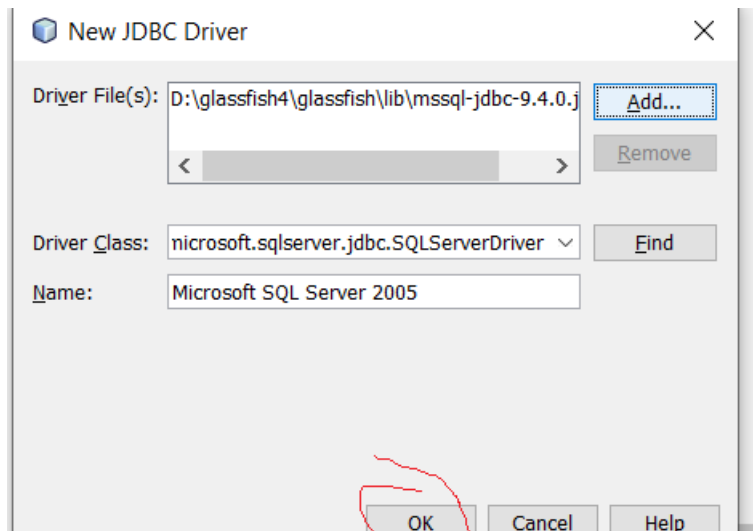 New JDBC Driver
Driver File(s): D:\glassfish4\glassfish\lib\mssql-jdbc-9.4.0.j Add...
Remove
Driver Class: nicrosoft.sqlserver.jdbc.SQLServerDriver Find
Name: Microsoft SQL Server 2005
OK Cancel Help